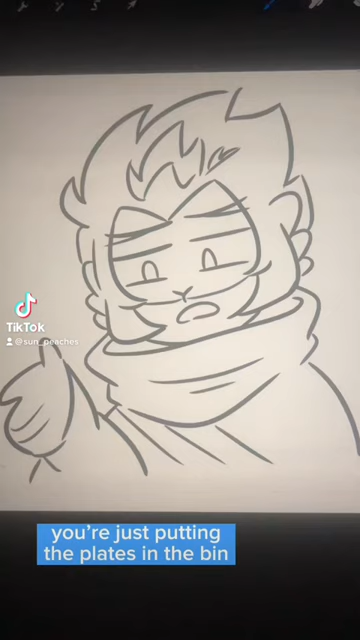 TikTok
@sun_peaches
you're just putting
the plates in the bin